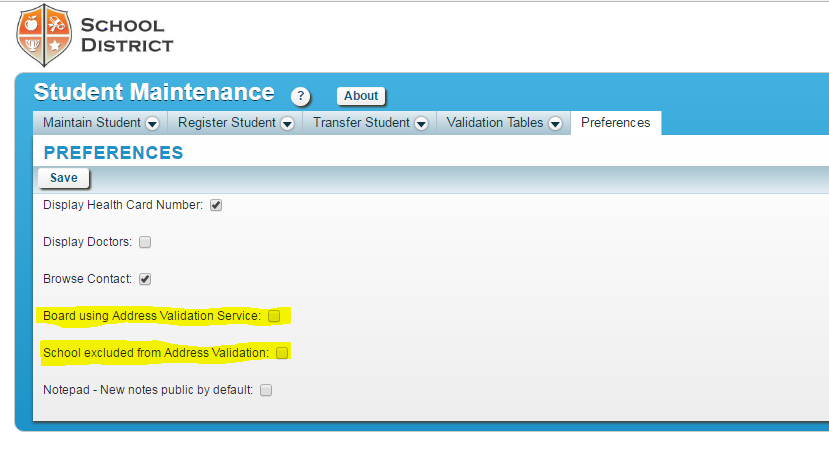 SCHOOL
DISTRICT
Student Maintenance ? About
Maintain Student Register Student Transfer Student Validation Tables Preferences
PREFERENCES
Save
Display Health Card Number:
Display Doctors:
Browse Contact:
Board using Address Validation Service:
School excluded from Address Validation:
Notepad - New notes public by default: